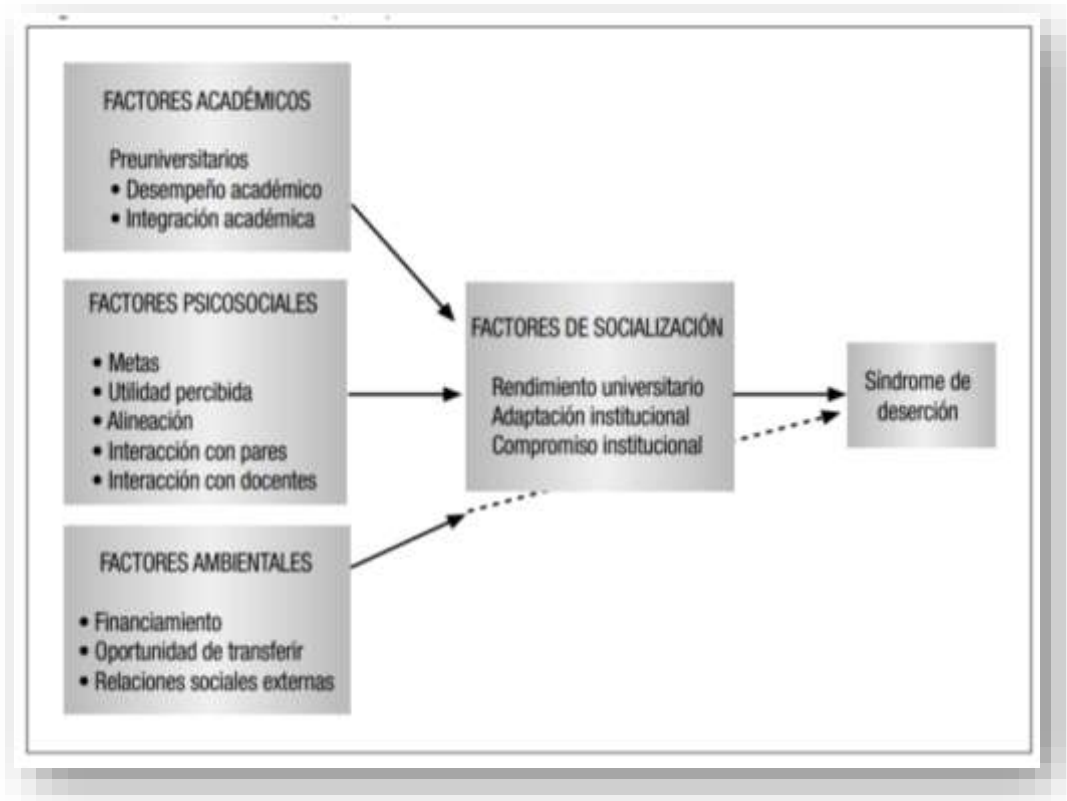 FACTORES ACADÉMICOS
Preuniversitarios
• Desempeño académico
• Integración académica
FACTORES PSICOSOCIALES
• Metas
• Utilidad percibida
• Alineación
• Interacción con pares
• Interacción con docentes
FACTORES AMBIENTALES
• Financiamiento
• Oportunidad de transferir
• Relaciones sociales externas
FACTORES DE SOCIALIZACIÓN
Rendimiento universitario
Adaptación institucional
Compromiso institucional
Síndrome de
deserción